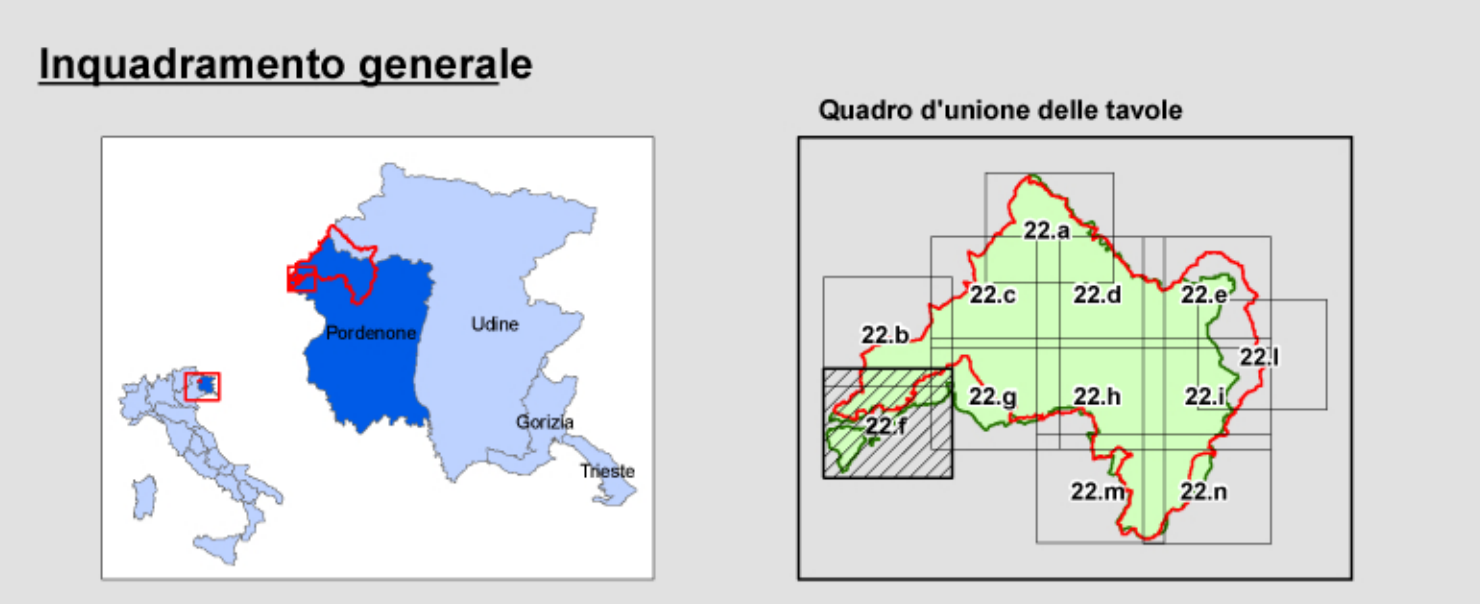 Inquadramento generale
Quadro d'unione delle tavole
Pordenone
Udine
Gorizia
Trieste
22.a
22.c
22.d
22.e
22.b
22.l
22.g
22.h
22.i
22.f
22.m
22.n